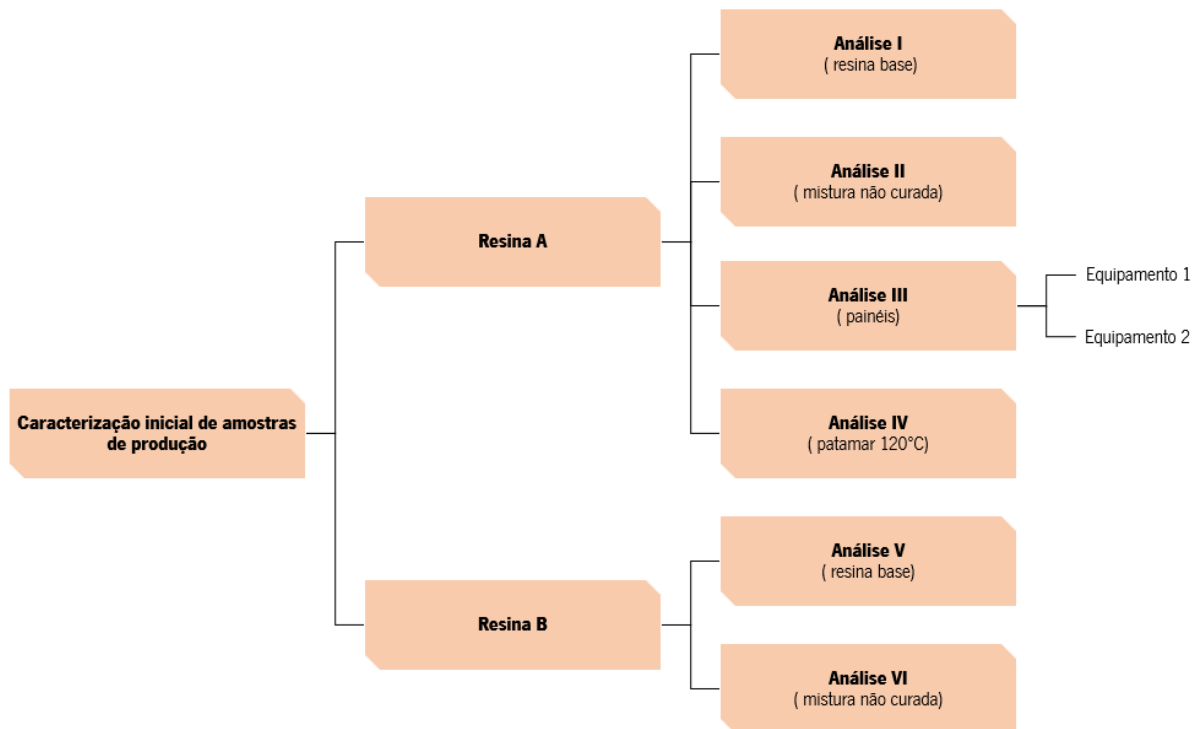 Análise I
( resina base)
Análise II
( mistura não curada)
Resina A
Análise III
( painéis)
Equipamento 1
Equipamento 2
Caracterização inicial de amostras
de produção
Análise IV
( patamar 120°C)
Análise V
( resina base)
Resina B
Análise VI
( mistura não curada)